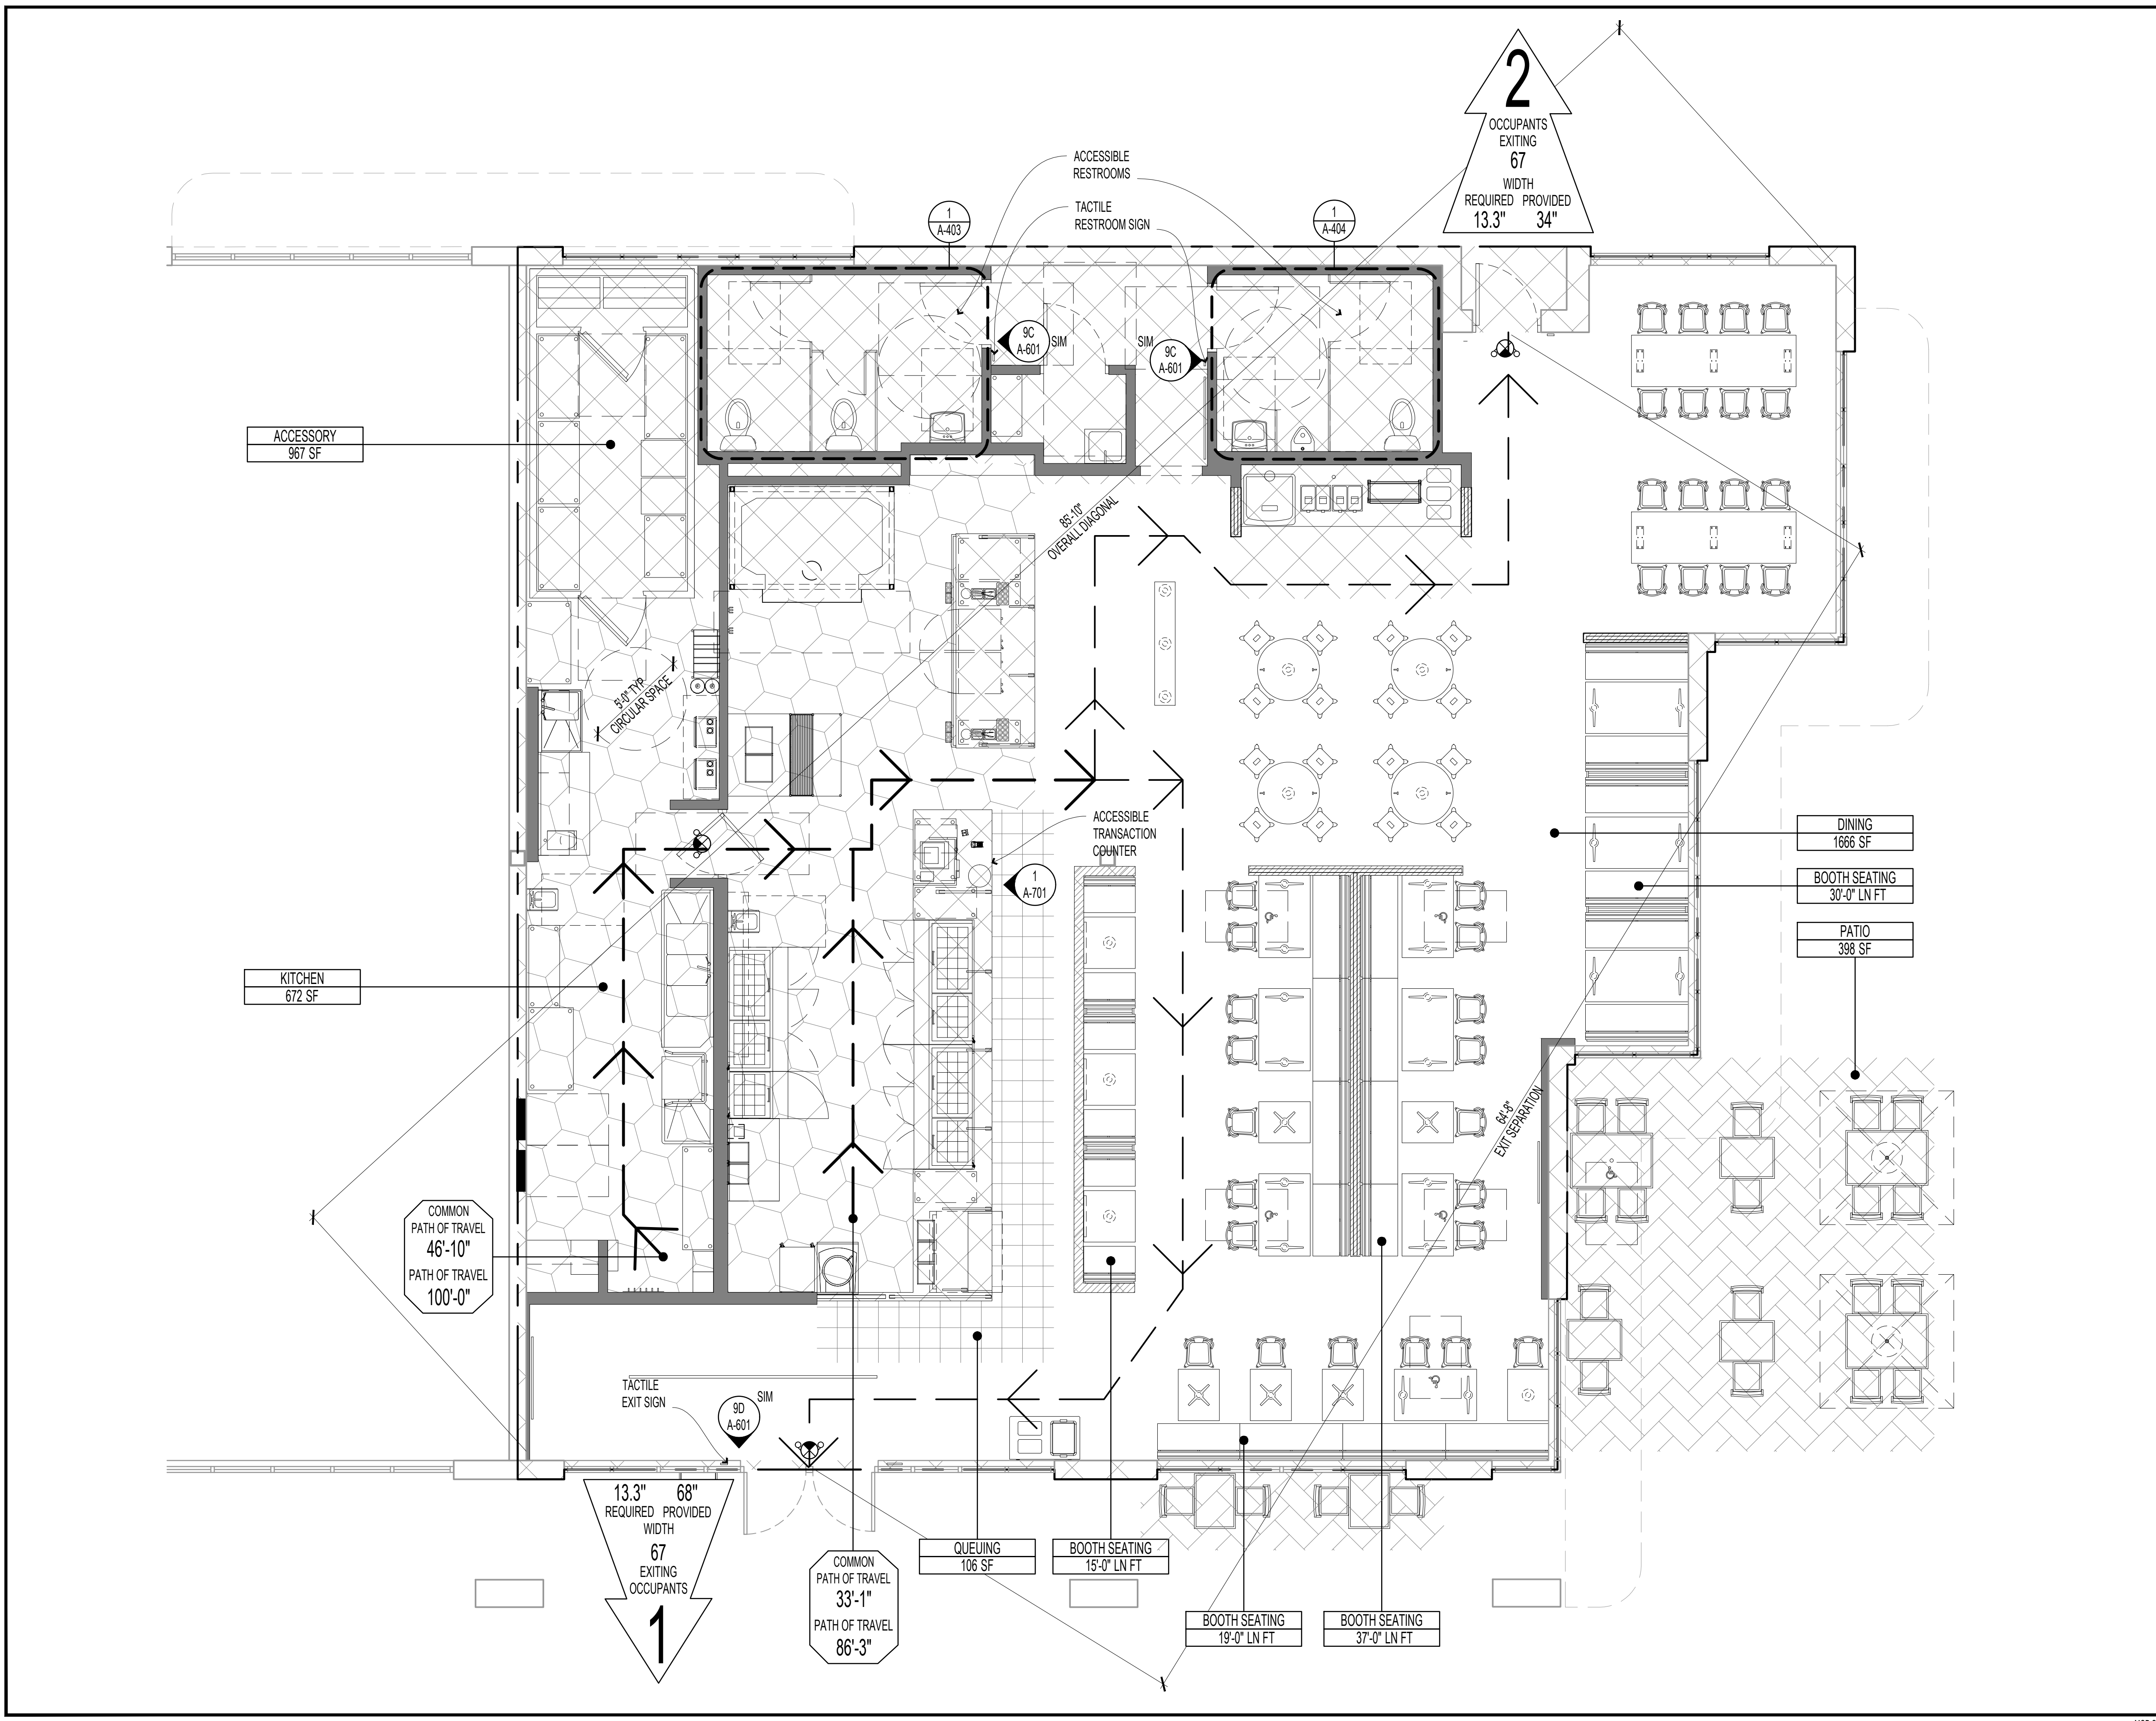 2
OCCUPANTS
EXITING
67
WIDTH
REQUIRED PROVIDED
13.3" 34"
ACCESSIBLE
RESTROOMS
TACTILE
RESTROOM SIGN
1
A-403
1
A-404
9C
A-601
SIM
SIM
9C
A-601
ACCESSORY
967 SF
85'-10"
OVERALL DIAGONAL
5'-0" TYP
CIRCULAR SPACE
ACCESSIBLE
TRANSACTION
COUNTER
1
A-701
DINING
1666 SF
BOOTH SEATING
30'-0" LN FT
PATIO
398 SF
KITCHEN
672 SF
64'-8"
EXIT SEPARATION
COMMON
PATH OF TRAVEL
46'-10"
PATH OF TRAVEL
100'-0"
TACTILE
EXIT SIGN
9D
A-601
SIM
13.3" 68"
REQUIRED PROVIDED
WIDTH
67
EXITING
OCCUPANTS
1
COMMON
PATH OF TRAVEL
33'-1"
PATH OF TRAVEL
86'-3"
QUEUING
106 SF
BOOTH SEATING
15'-0" LN FT
BOOTH SEATING
19'-0" LN FT
BOOTH SEATING
37'-0" LN FT